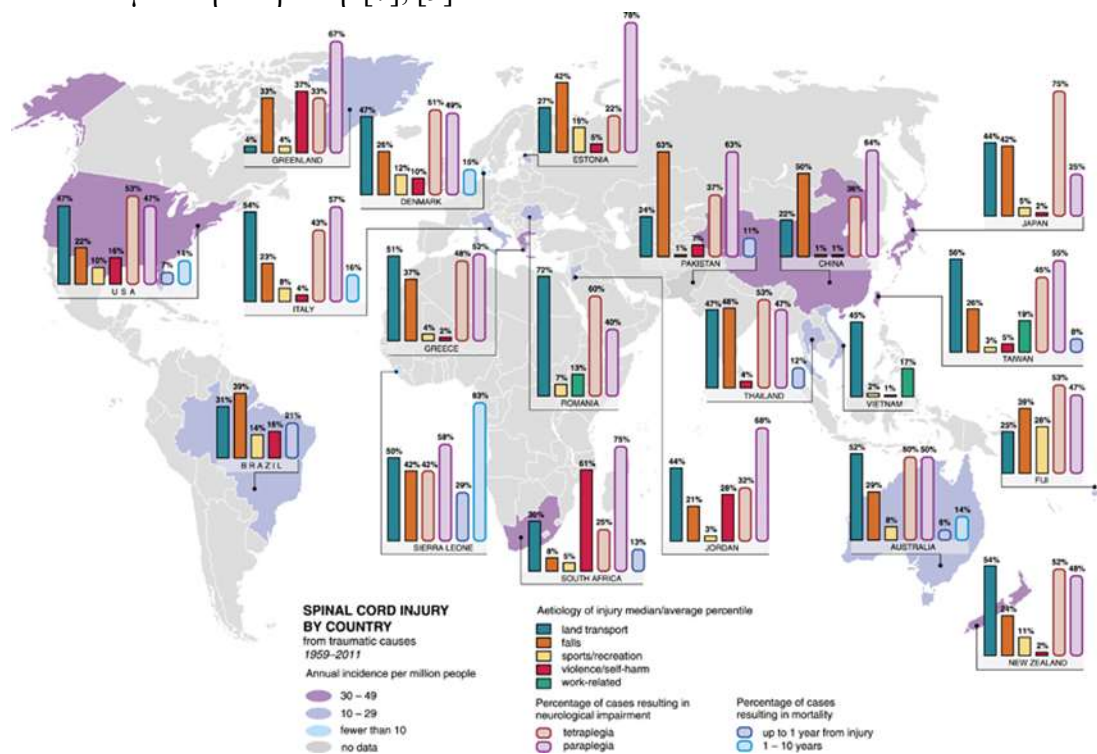 67%
33%
37%
33%
4%
4%
GREENLAND
47%
26%
12%
10%
51%
49%
15%
DENMARK
27%
42%
15%
5%
22%
78%
ESTONIA
44%
42%
5%
2%
75%
25%
JAPAN
67%
22%
10%
16%
53%
47%
7%
14%
U S A
54%
23%
8%
4%
43%
57%
16%
ITALY
51%
37%
4%
2%
48%
52%
GREECE
72%
7%
13%
60%
40%
ROMANIA
24%
63%
1%
7%
37%
63%
11%
PAKISTAN
22%
50%
1%
1%
36%
64%
CHINA
47%
48%
4%
53%
47%
12%
THAILAND
45%
2%
1%
17%
VIETNAM
56%
26%
3%
5%
19%
45%
55%
8%
TAIWAN
31%
39%
14%
16%
21%
B R A Z I L
50%
42%
42%
58%
29%
83%
SIERRA LEONE
8%
5%
61%
25%
75%
13%
SOUTH AFRICA
44%
21%
3%
28%
32%
68%
JORDAN
52%
29%
8%
50%
50%
6%
14%
AUSTRALIA
25%
39%
28%
53%
47%
FIJI
54%
24%
11%
2%
52%
48%
NEW ZEALAND
SPINAL CORD INJURY
BY COUNTRY
from traumatic causes
1959–2011
Annual incidence per million people
30 – 49
10 – 29
fewer than 10
no data
Aetiology of injury median/average percentile
land transport
falls
sports/recreation
violence/self-harm
work-related
Percentage of cases resulting in
neurological impairment
tetraplegia
paraplegia
Percentage of cases
resulting in mortality
up to 1 year from injury
1 – 10 years